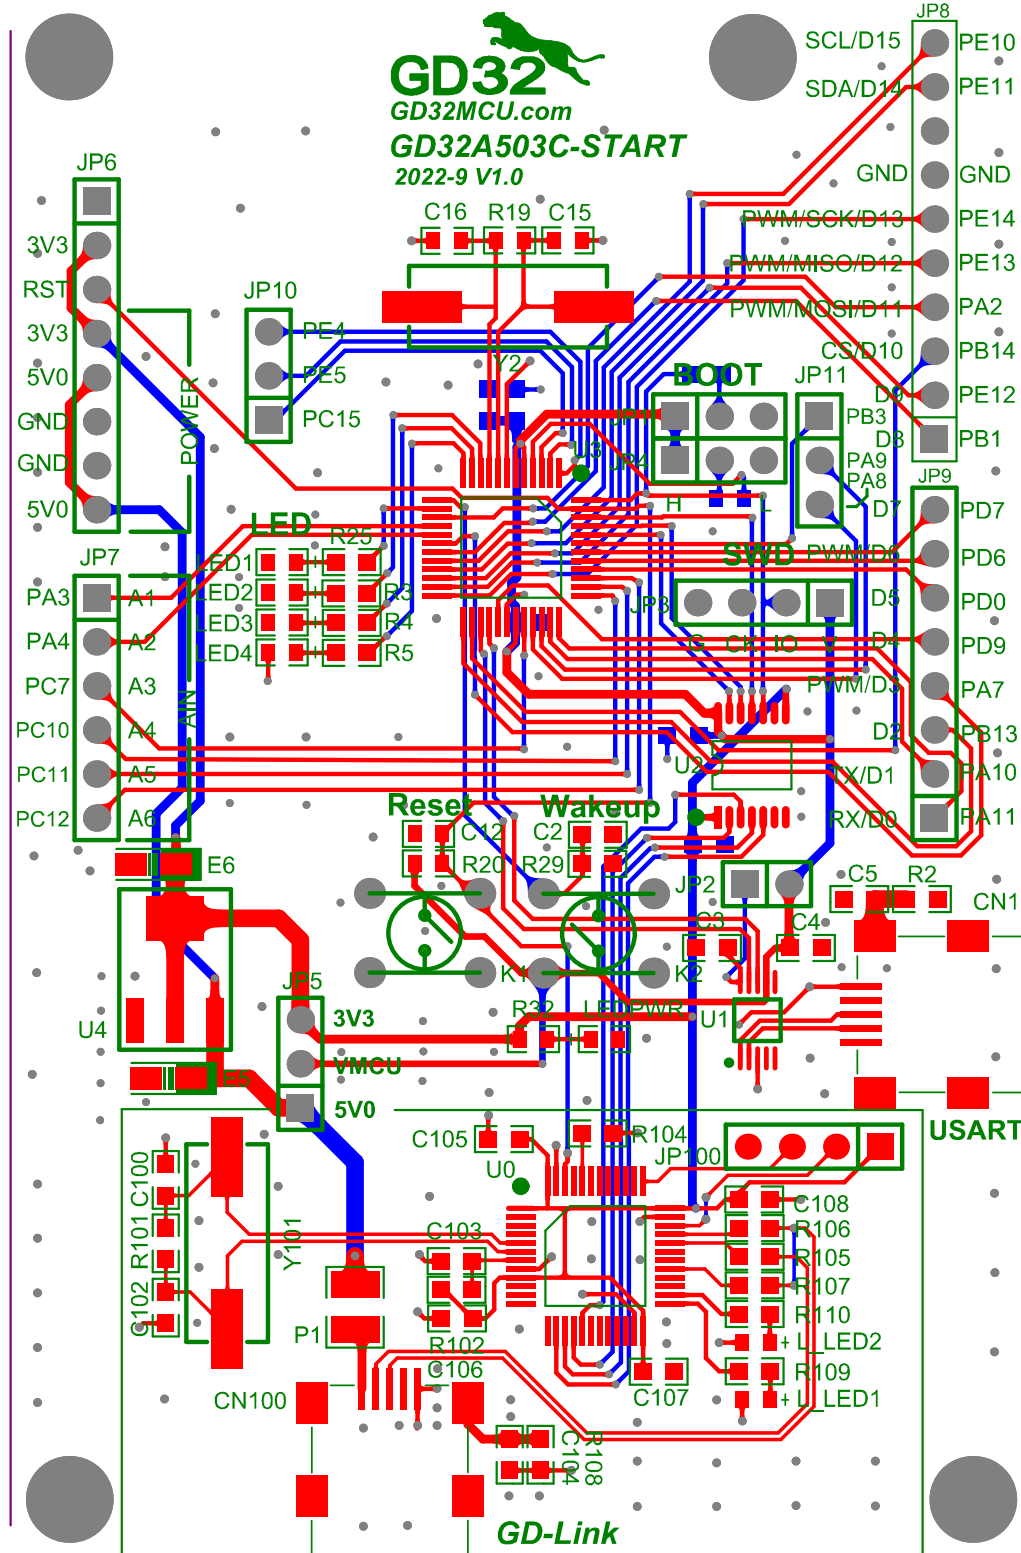 JP8
SCL/D15 PE10
GD32
SDA/D14 PE11
GD32MCU.com
GD32A503C-START
2022-9 V1.0
JP6
GND GND
C16 R19 C15
PWM/SCK/D13 PE14
3V3
PWM/MISO/D12 PE13
RST
JP10
PWM/MOSI/D11 PA2
3V3
PE4
CS/D10 PB14
Y2
5V0
PE5
BOOT
JP11
D9 PE12
POWER
GND
PC15
JP1
PB3
D8 PB1
GND
U3
JP4
PA9
JP9
PA8
5V0
H L
D7 PD7
LED
R25
JP7
LED1
SWD
PWM/D6 PD6
PA3 A1
LED2 R3
JP3
D5 PD0
LED3 R4
PA4 A2
G CK IO V
D4 PD9
LED4 R5
PC7 A3
PWM/D3 PA7
AIN
PC10 A4
D2 PB13
PC11 A5
U2
TX/D1 PA10
PC12 A6
Reset
Wakeup
RX/D0 PA11
C12 C2
E6
R20 R29
JP2
C5 R2
CN1
C3 C4
K1 K2
JP5
U4
3V3
R32 LEDPWR
U1
VMCU
E5
5V0
USART
C105
R104
U0
JP100
C100
C108
R101
Y101
C103
R106
R105
C102
R107
R110
P1
R102
+ L_LED2
C106
R109
CN100
C107
+ L_LED1
C104
R108
GD-Link